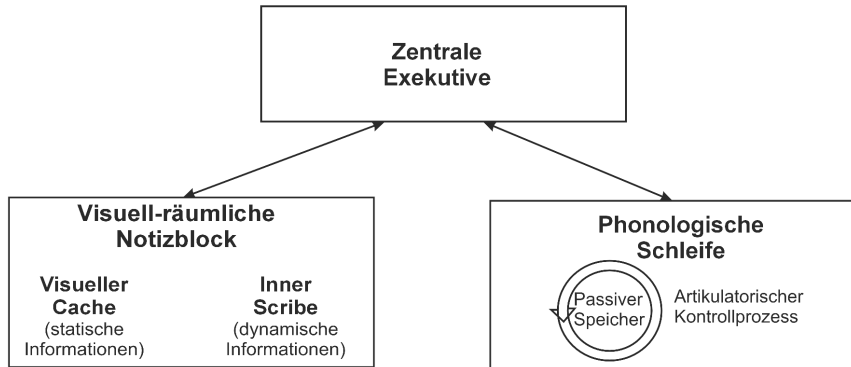 Zentrale
Exekutive
Visuell-räumliche
Notizblock
Visueller
Cache
(statische
Informationen)
Inner
Scribe
(dynamische
Informationen)
Phonologische
Schleife
Passiver
Speicher
Artikulatorischer
Kontrollprozess